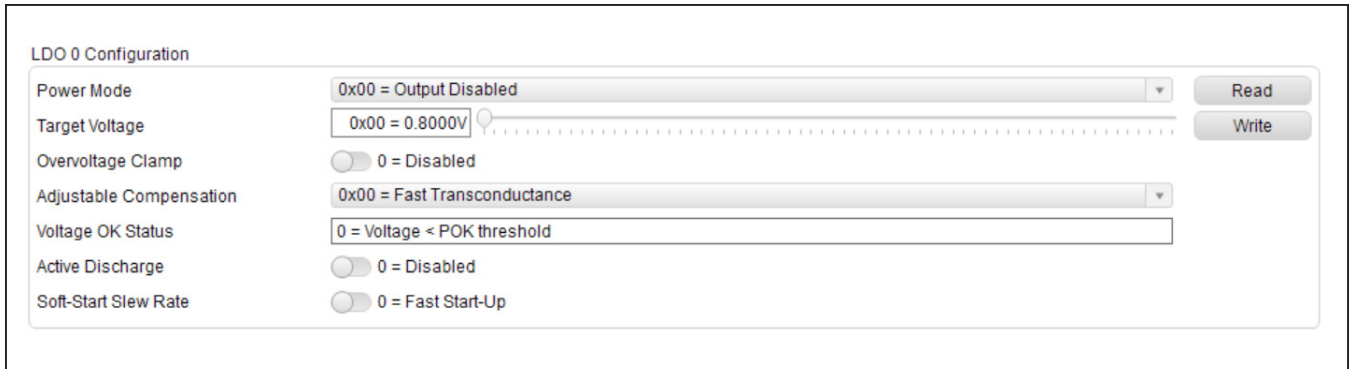 LDO 0 Configuration
Power Mode 0x00 = Output Disabled Read
Target Voltage 0x00 = 0.8000V Write
Overvoltage Clamp 0 = Disabled
Adjustable Compensation 0x00 = Fast Transconductance
Voltage OK Status 0 = Voltage < POK threshold
Active Discharge 0 = Disabled
Soft-Start Slew Rate 0 = Fast Start-Up